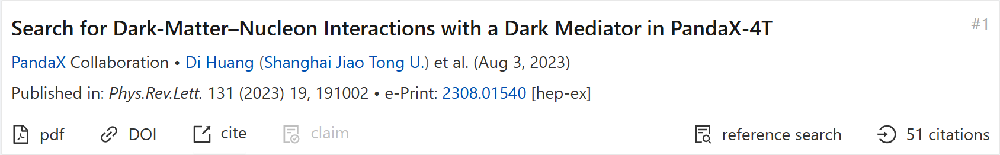 Search for Dark-Matter–Nucleon Interactions with a Dark Mediator in PandaX-4T #1
PandaX Collaboration • Di Huang (Shanghai Jiao Tong U.) et al. (Aug 3, 2023)
Published in: Phys.Rev.Lett. 131 (2023) 19, 191002 • e-Print: 2308.01540 [hep-ex]
pdf DOI cite claim reference search 51 citations